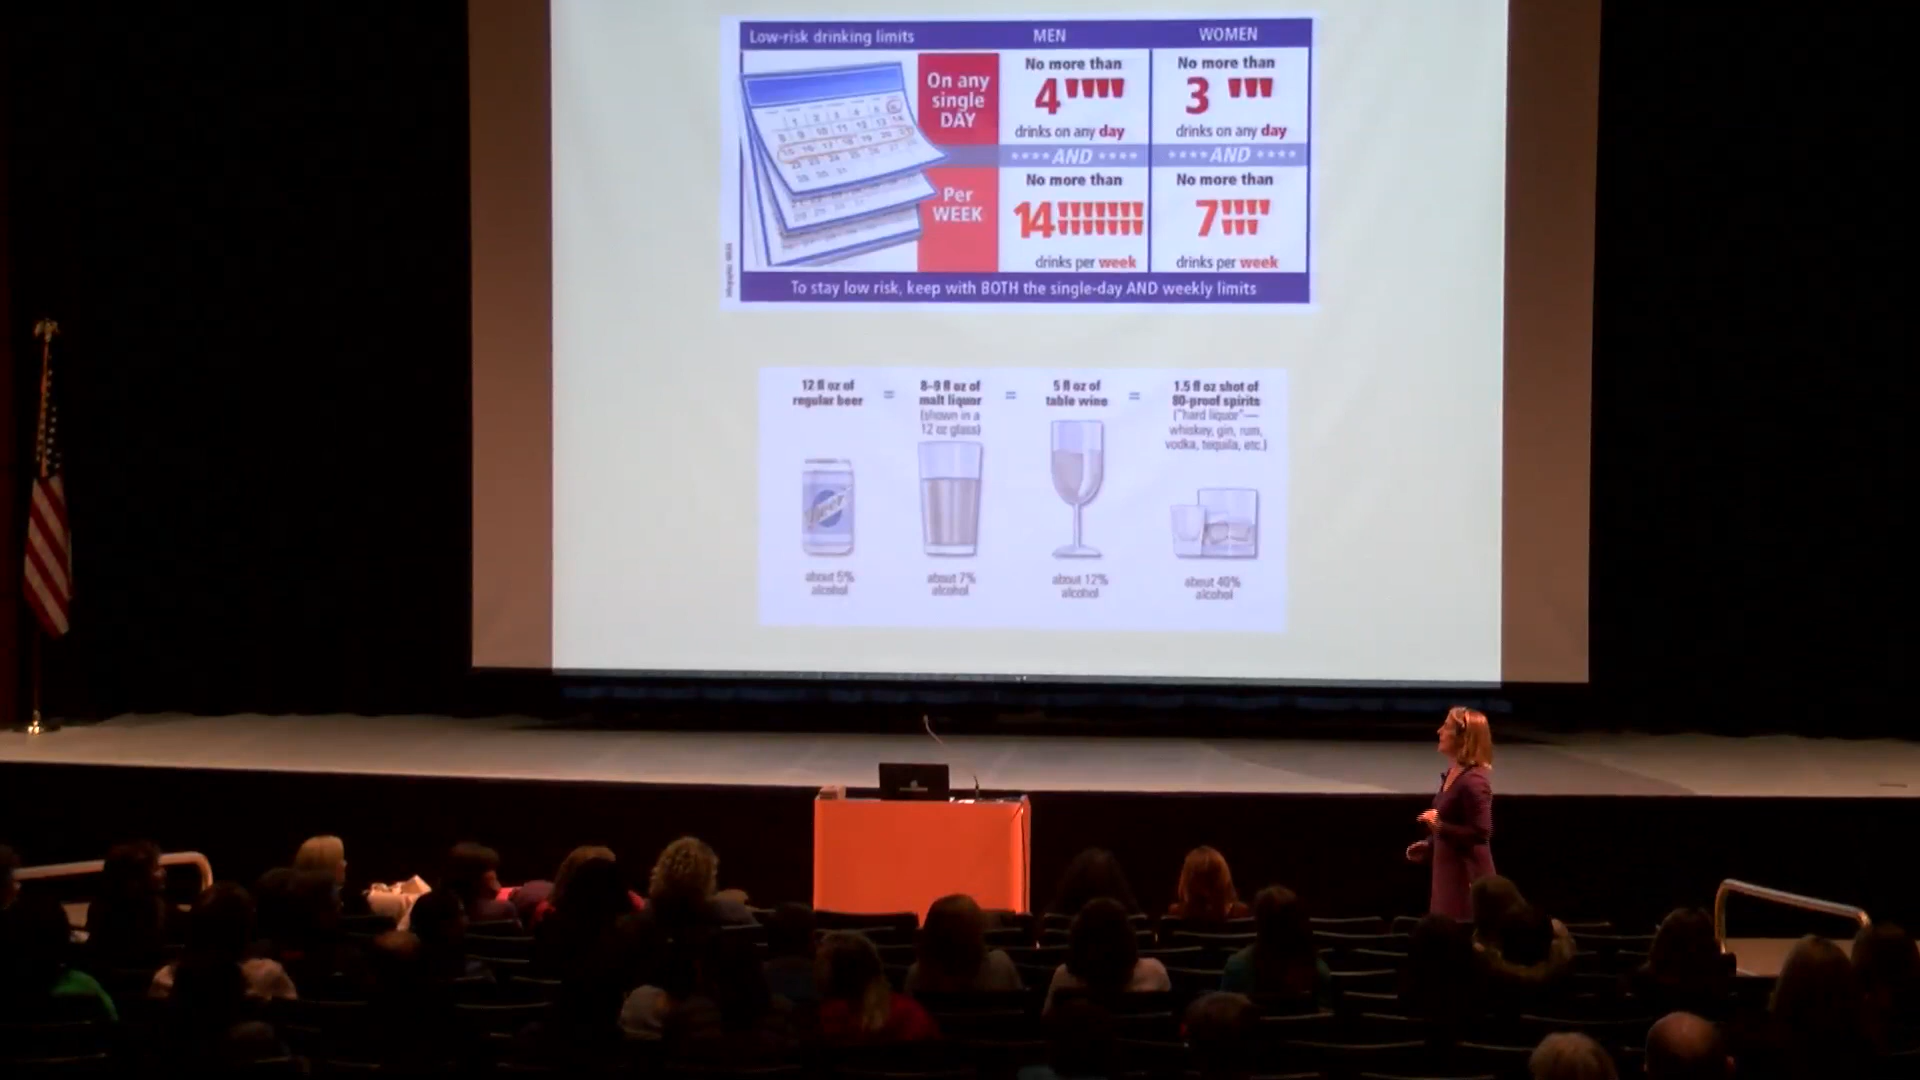 Low-risk drinking limits
MEN
WOMEN
On any
single
DAY
No more than
4
drinks on any day
No more than
3
drinks on any day
AND
AND
Per
WEEK
No more than
14
drinks per week
No more than
7
drinks per week
To stay low risk, keep with BOTH the single-day AND weekly limits
12 fl oz of
regular beer
=
8–9 fl oz of
malt liquor
(shown in a
12 oz glass)
=
5 fl oz of
table wine
=
1.5 fl oz shot of
80-proof spirits
("hard liquor"—
whiskey, gin, rum,
vodka, tequila, etc.)
Beer
about 5%
alcohol
about 7%
alcohol
about 12%
alcohol
about 40%
alcohol